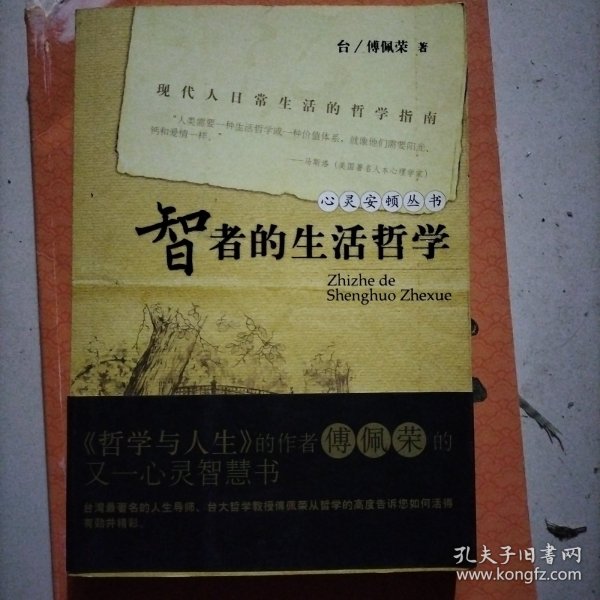 台/傅佩荣 著
现代人日常生活的哲学指南
“人类需要一种生活哲学或一种价值体系，就像他们需要阳光、
钙和爱情一样。”
——马斯洛（美国著名人本心理学家）
心灵安顿丛书
智者的生活哲学
Zhizhe de
Shenghuo Zhexue
《哲学与人生》的作者傅佩荣的
又一心灵智慧书
台湾最著名的人生导师、台大哲学教授傅佩荣从哲学的高度告诉您如何活得
有劲并精彩。
孔夫子旧书网
www.kongfz.com